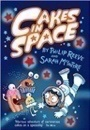 CAKES IN
SPACE
BY PHILIP REEVE
AND
SARAH McINTYRE